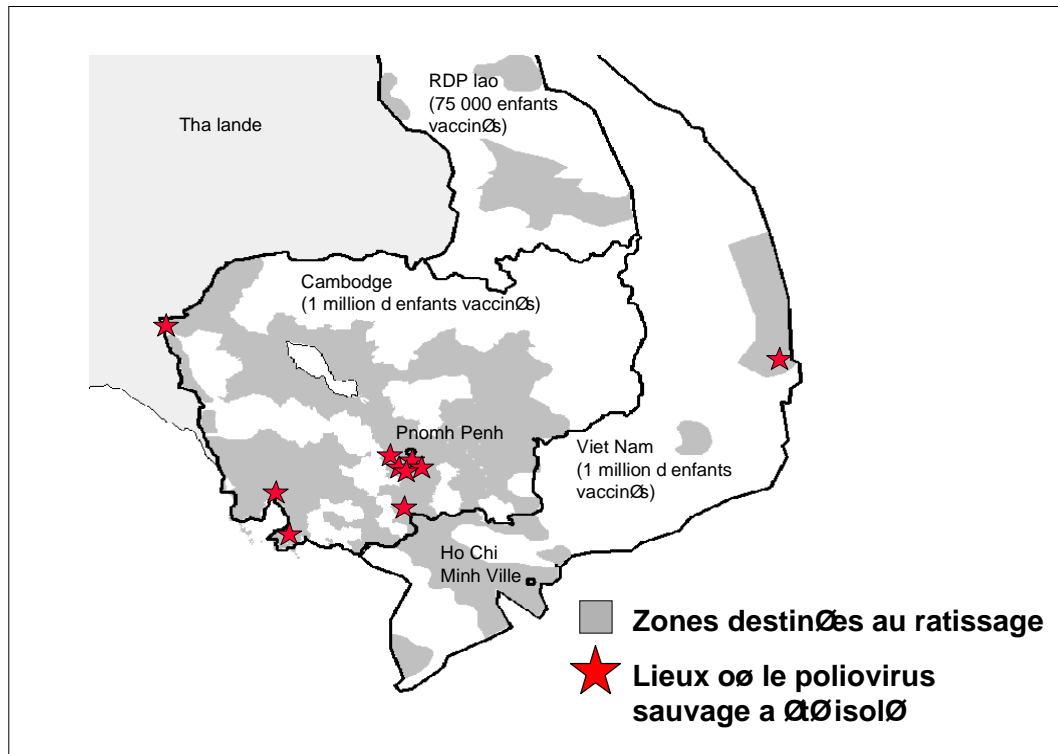 RDP lao
(75 000 enfants
vaccinØs)
Tha lande
Cambodge
(1 million d enfants vaccinØs)
Pnomh Penh
Viet Nam
(1 million d enfants
vaccinØs)
Ho Chi
Minh Ville
Zones destinØes au ratissage
Lieux oø le poliovirus
sauvage a ØtØ isolØ